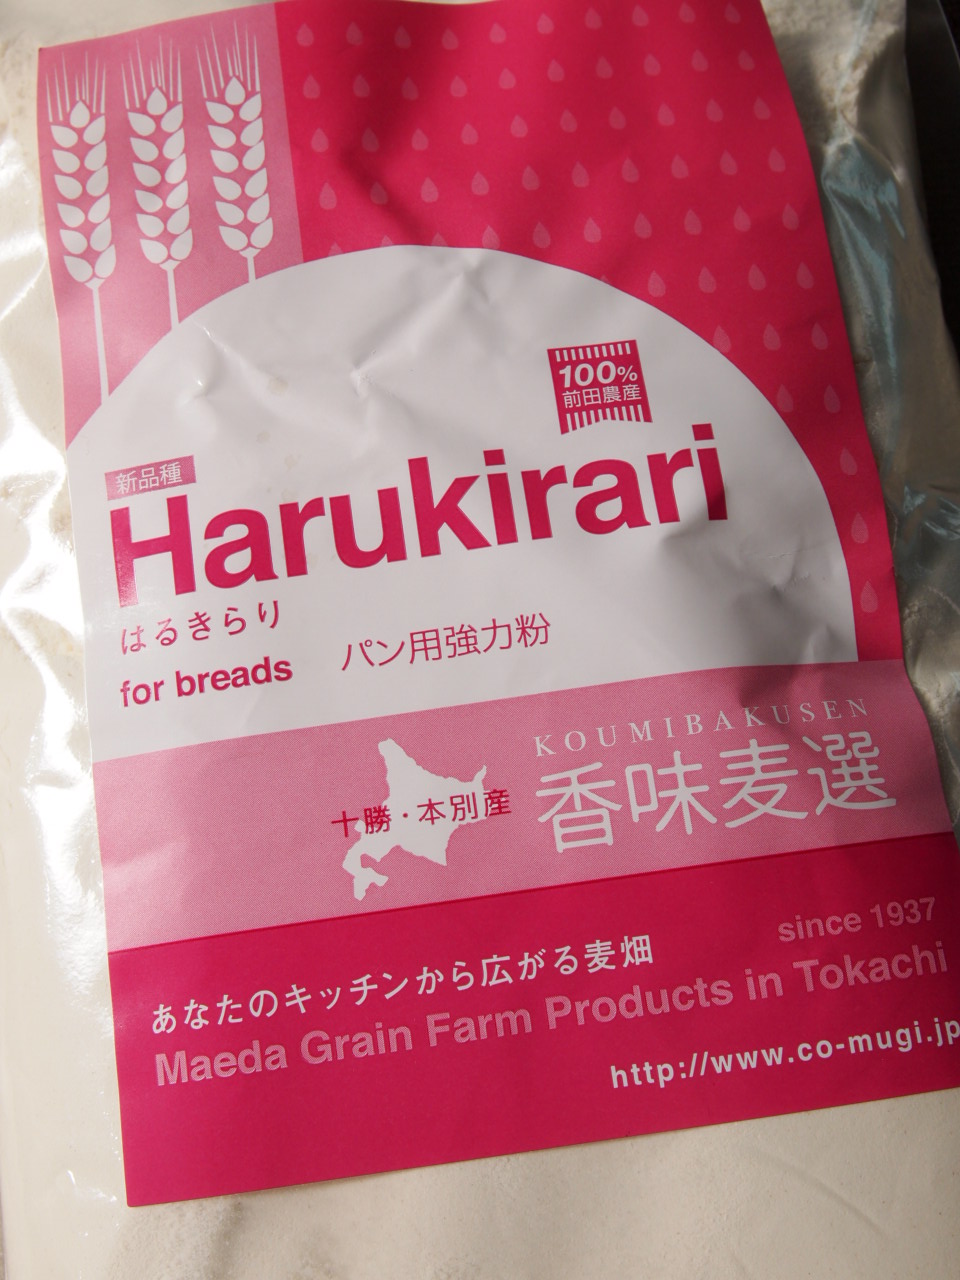 100%
前田農産
新品種
Harukirari
はるきらり
for breads
パン用強力粉
KOUMIBAKUSEN
十勝・本別産
香味麦選
since 1937
あなたのキッチンから広がる麦畑
Maeda Grain Farm Products in Tokachi
http://www.co-mugi.jp